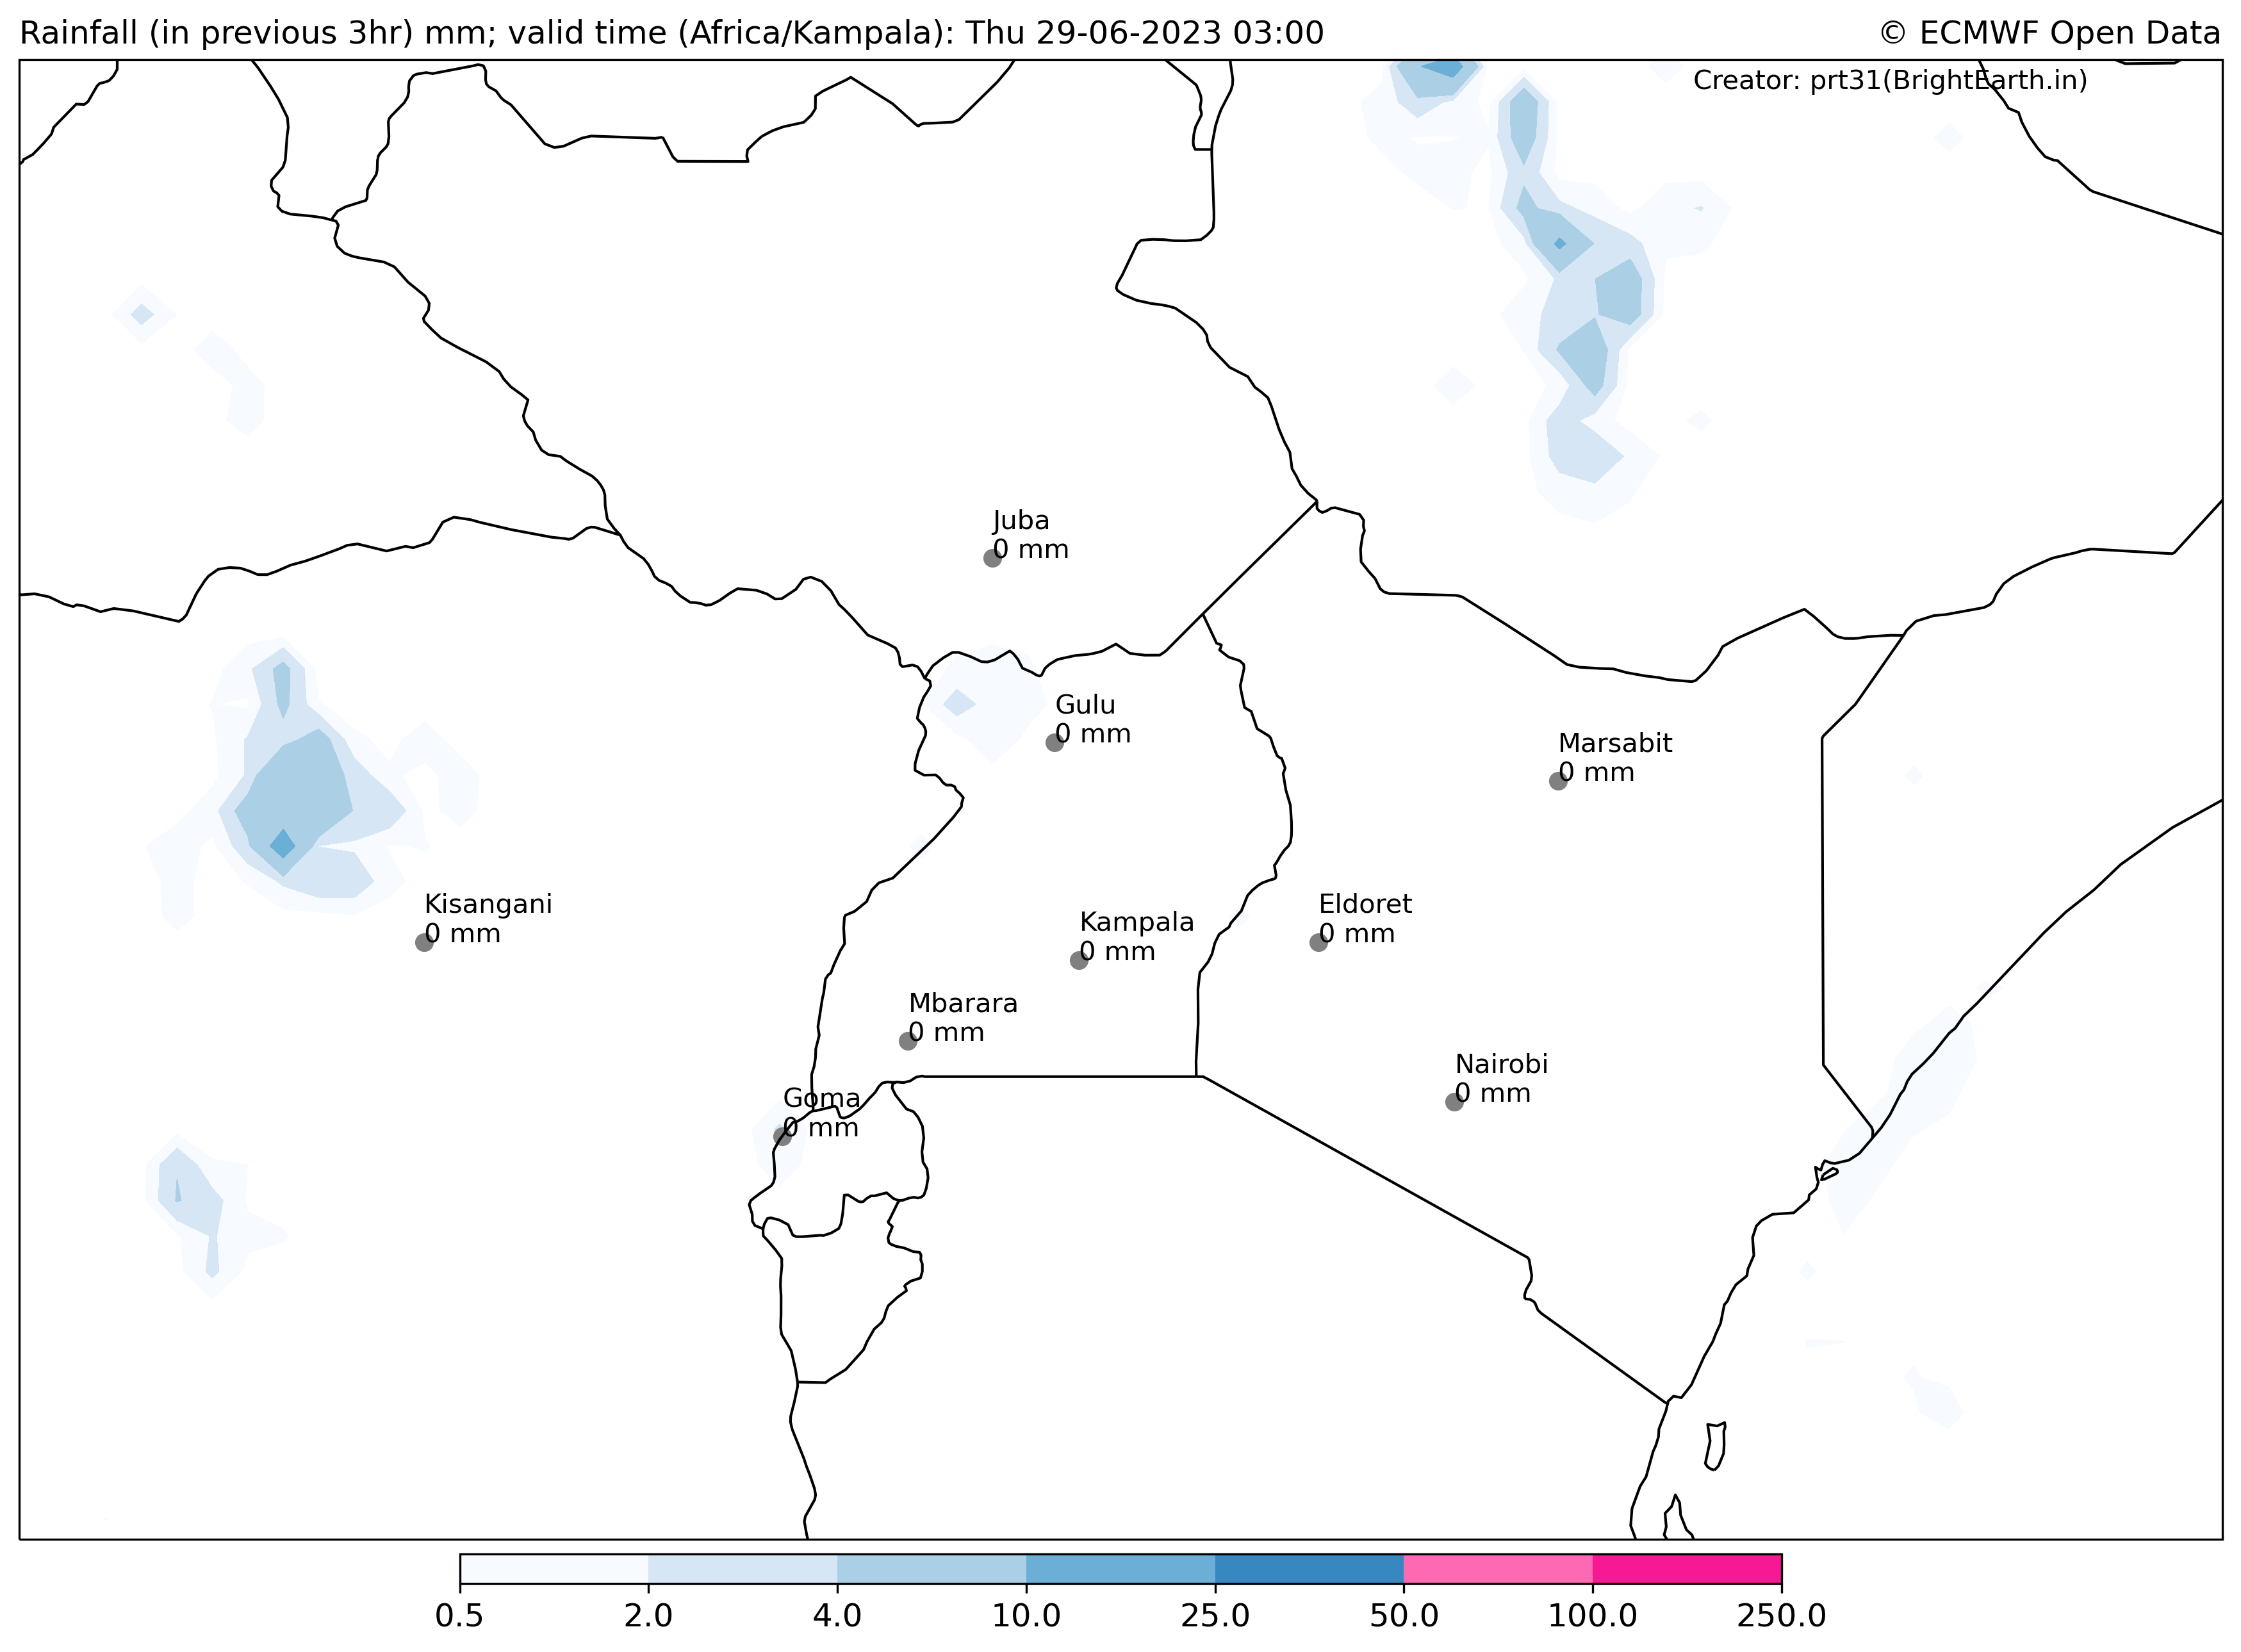 Rainfall (in previous 3hr) mm; valid time (Africa/Kampala): Thu 29-06-2023 03:00
© ECMWF Open Data
Creator: prt31(BrightEarth.in)
Juba
0 mm
Gulu
0 mm
Marsabit
0 mm
Kisangani
0 mm
Kampala
0 mm
Eldoret
0 mm
Mbarara
0 mm
Nairobi
0 mm
Goma
0 mm
0.5 2.0 4.0 10.0 25.0 50.0 100.0 250.0